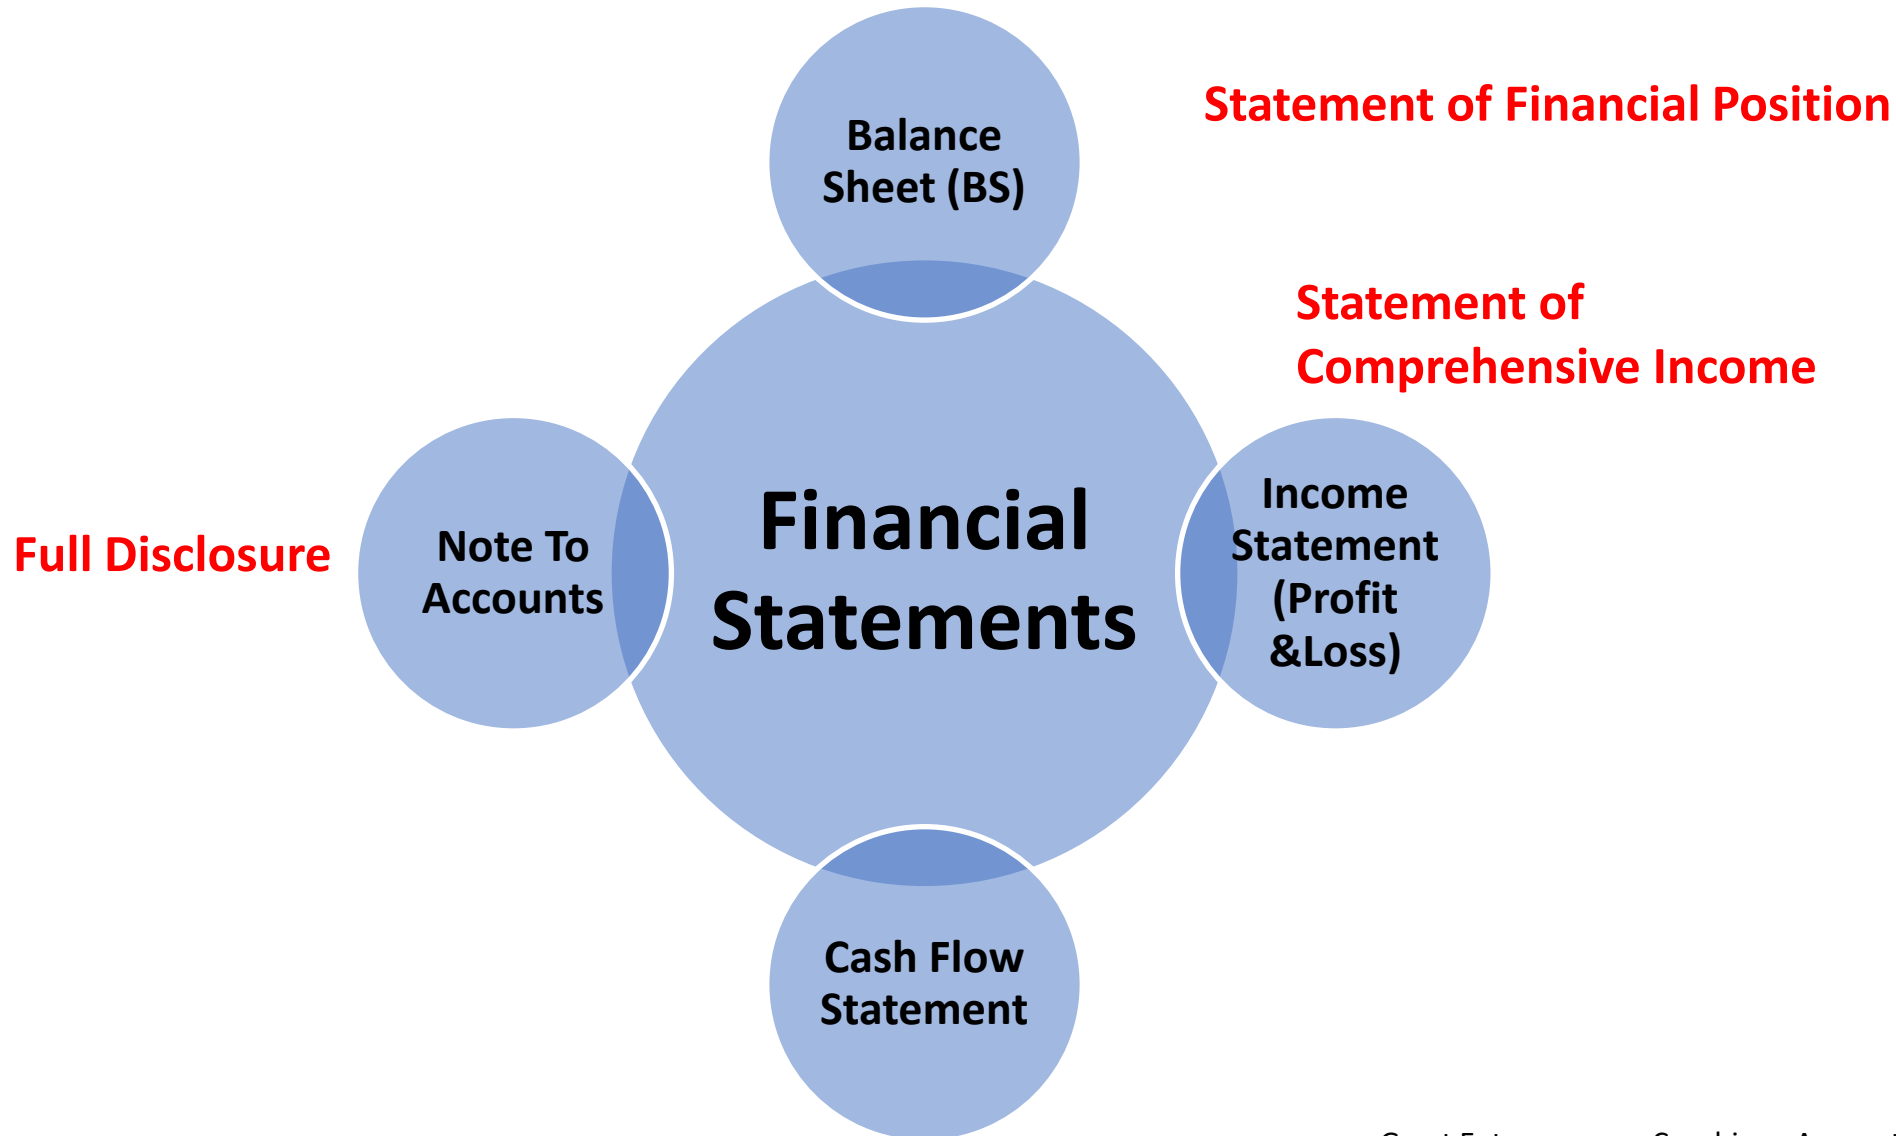 Balance
Sheet (BS)
Statement of Financial Position
Statement of
Comprehensive Income
Full Disclosure
Note To
Accounts
Financial
Statements
Income
Statement
(Profit
&Loss)
Cash Flow
Statement